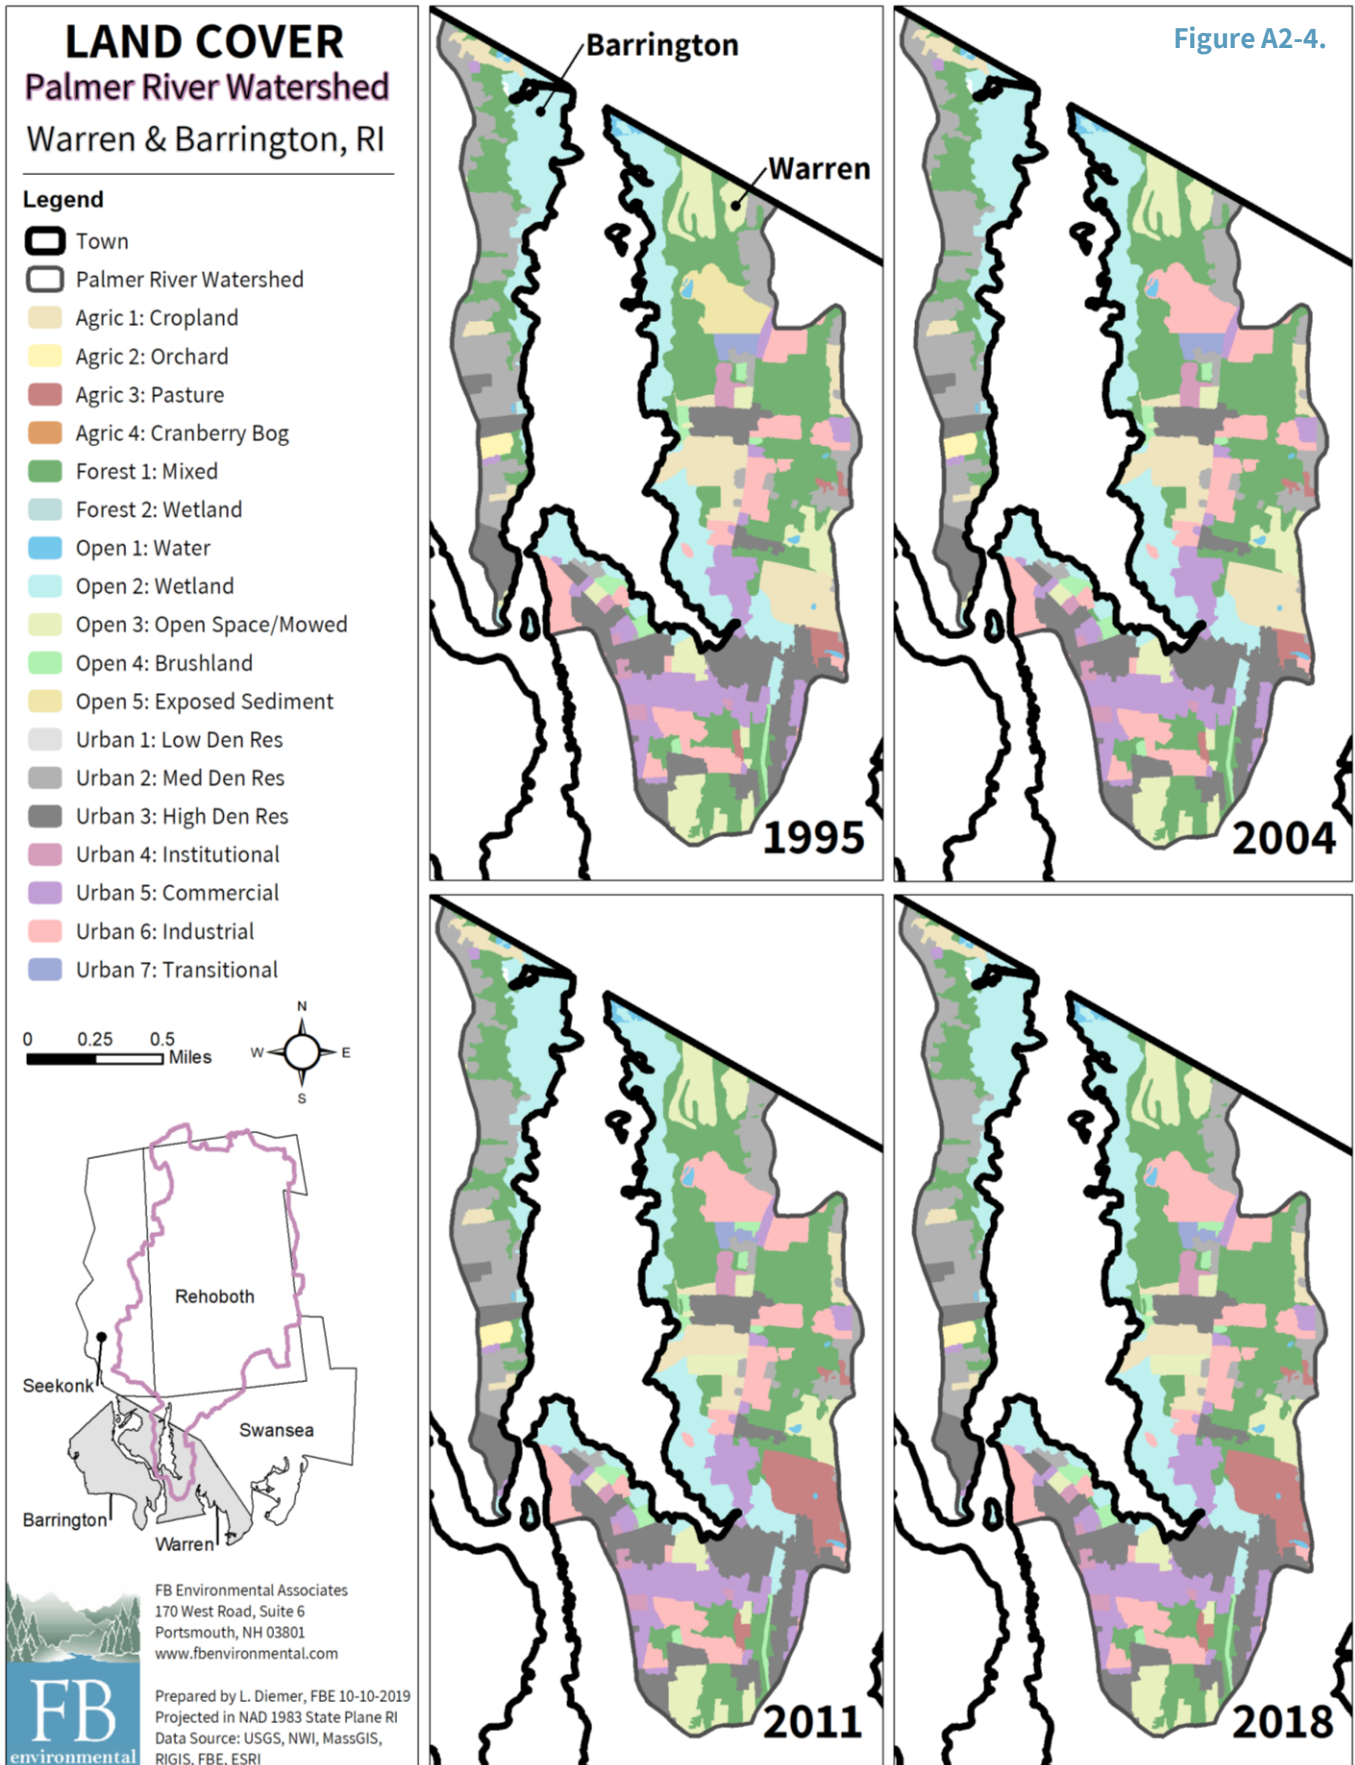 LAND COVER
Palmer River Watershed
Warren & Barrington, RI
Legend
Town
Palmer River Watershed
Agric 1: Cropland
Agric 2: Orchard
Agric 3: Pasture
Agric 4: Cranberry Bog
Forest 1: Mixed
Forest 2: Wetland
Open 1: Water
Open 2: Wetland
Open 3: Open Space/Mowed
Open 4: Brushland
Open 5: Exposed Sediment
Urban 1: Low Den Res
Urban 2: Med Den Res
Urban 3: High Den Res
Urban 4: Institutional
Urban 5: Commercial
Urban 6: Industrial
Urban 7: Transitional
0 0.25 0.5
Miles
N
W E
S
Rehoboth
Seekonk
Swansea
Barrington
Warren
FB Environmental Associates
170 West Road, Suite 6
Portsmouth, NH 03801
www.fbenvironmental.com
FB
environmental
Prepared by L. Diemer, FBE 10-10-2019
Projected in NAD 1983 State Plane RI
Data Source: USGS, NWI, MassGIS,
RIGIS, FBE, ESRI
Barrington
Warren
1995
Figure A2-4.
2004
2011
2018